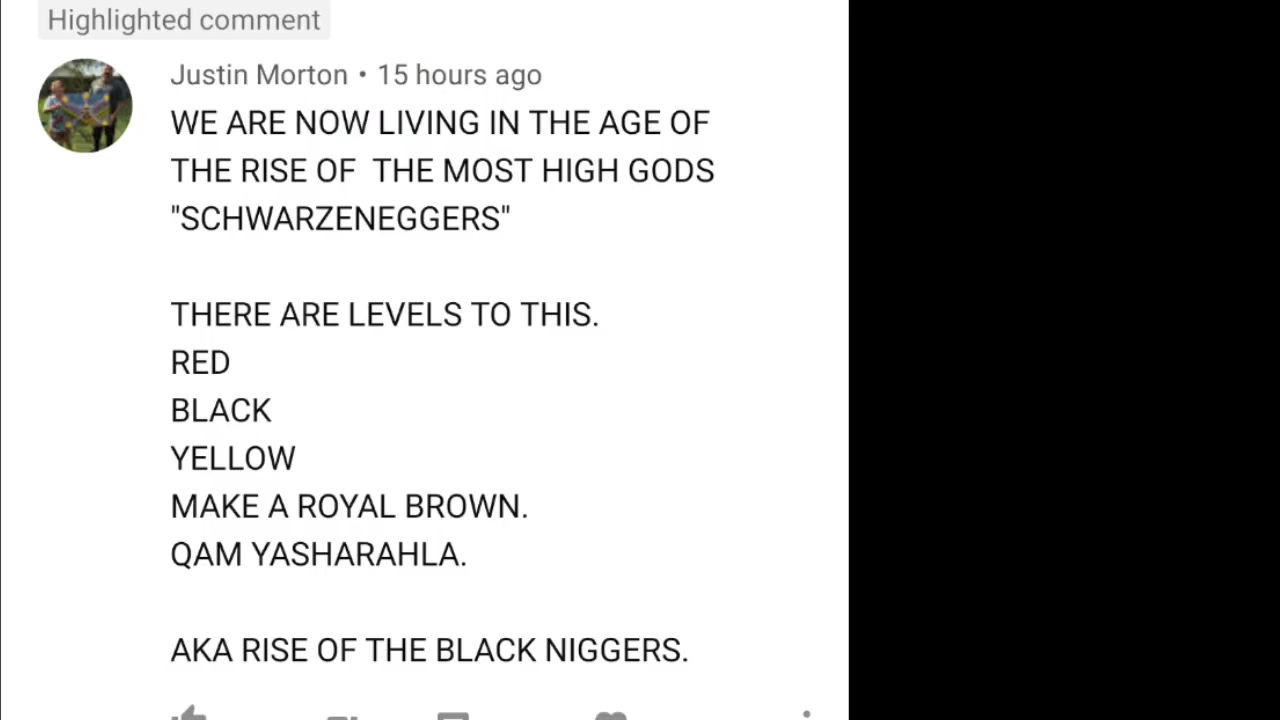 Highlighted comment
Justin Morton • 15 hours ago
WE ARE NOW LIVING IN THE AGE OF
THE RISE OF THE MOST HIGH GODS
"SCHWARZENEGGERS"
THERE ARE LEVELS TO THIS.
RED
BLACK
YELLOW
MAKE A ROYAL BROWN.
QAM YASHARAHLA.
AKA RISE OF THE BLACK NIGGERS.